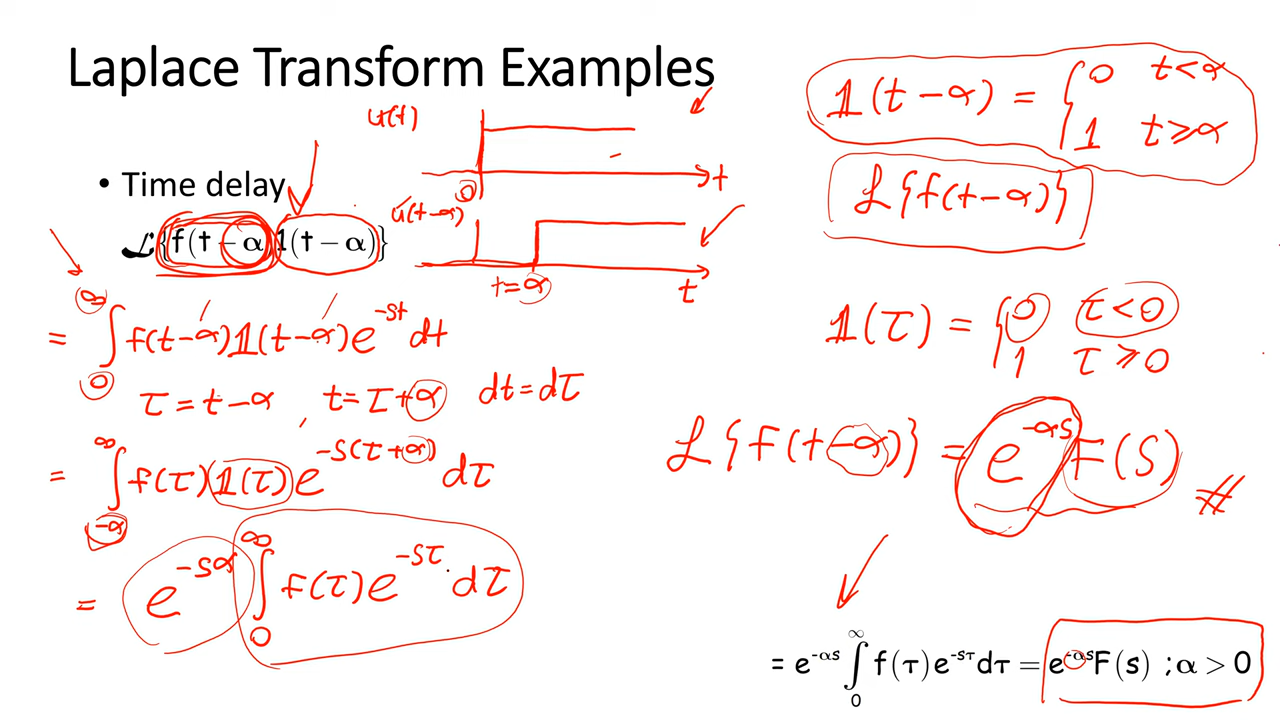 Laplace Transform Examples
• Time delay
ℒ{f(t−α)1(t−α)}
u(t)
0
t
u(t−α)
t=α
t
= ∫₀^∞ f(t−α)𝟙(t−α)e^{-st}dt
τ=t−α , t=τ+α dt=dτ
= ∫_{-α}^∞ f(τ)𝟙(τ)e^{-s(τ+α)}dτ
= e^{-sα} ∫₀^∞ f(τ)e^{-sτ}dτ
𝟙(t−α) = { 0 t<α
1 t≥α
ℒ{f(t−α)}
𝟙(τ) = { 0 τ<0
1 τ≥0
ℒ{f(t−α)} = e^{-αs} F(s) #
= e^{-αs} ∫₀^∞ f(τ)e^{-sτ}dτ = e^{-αs}F(s) ;α > 0